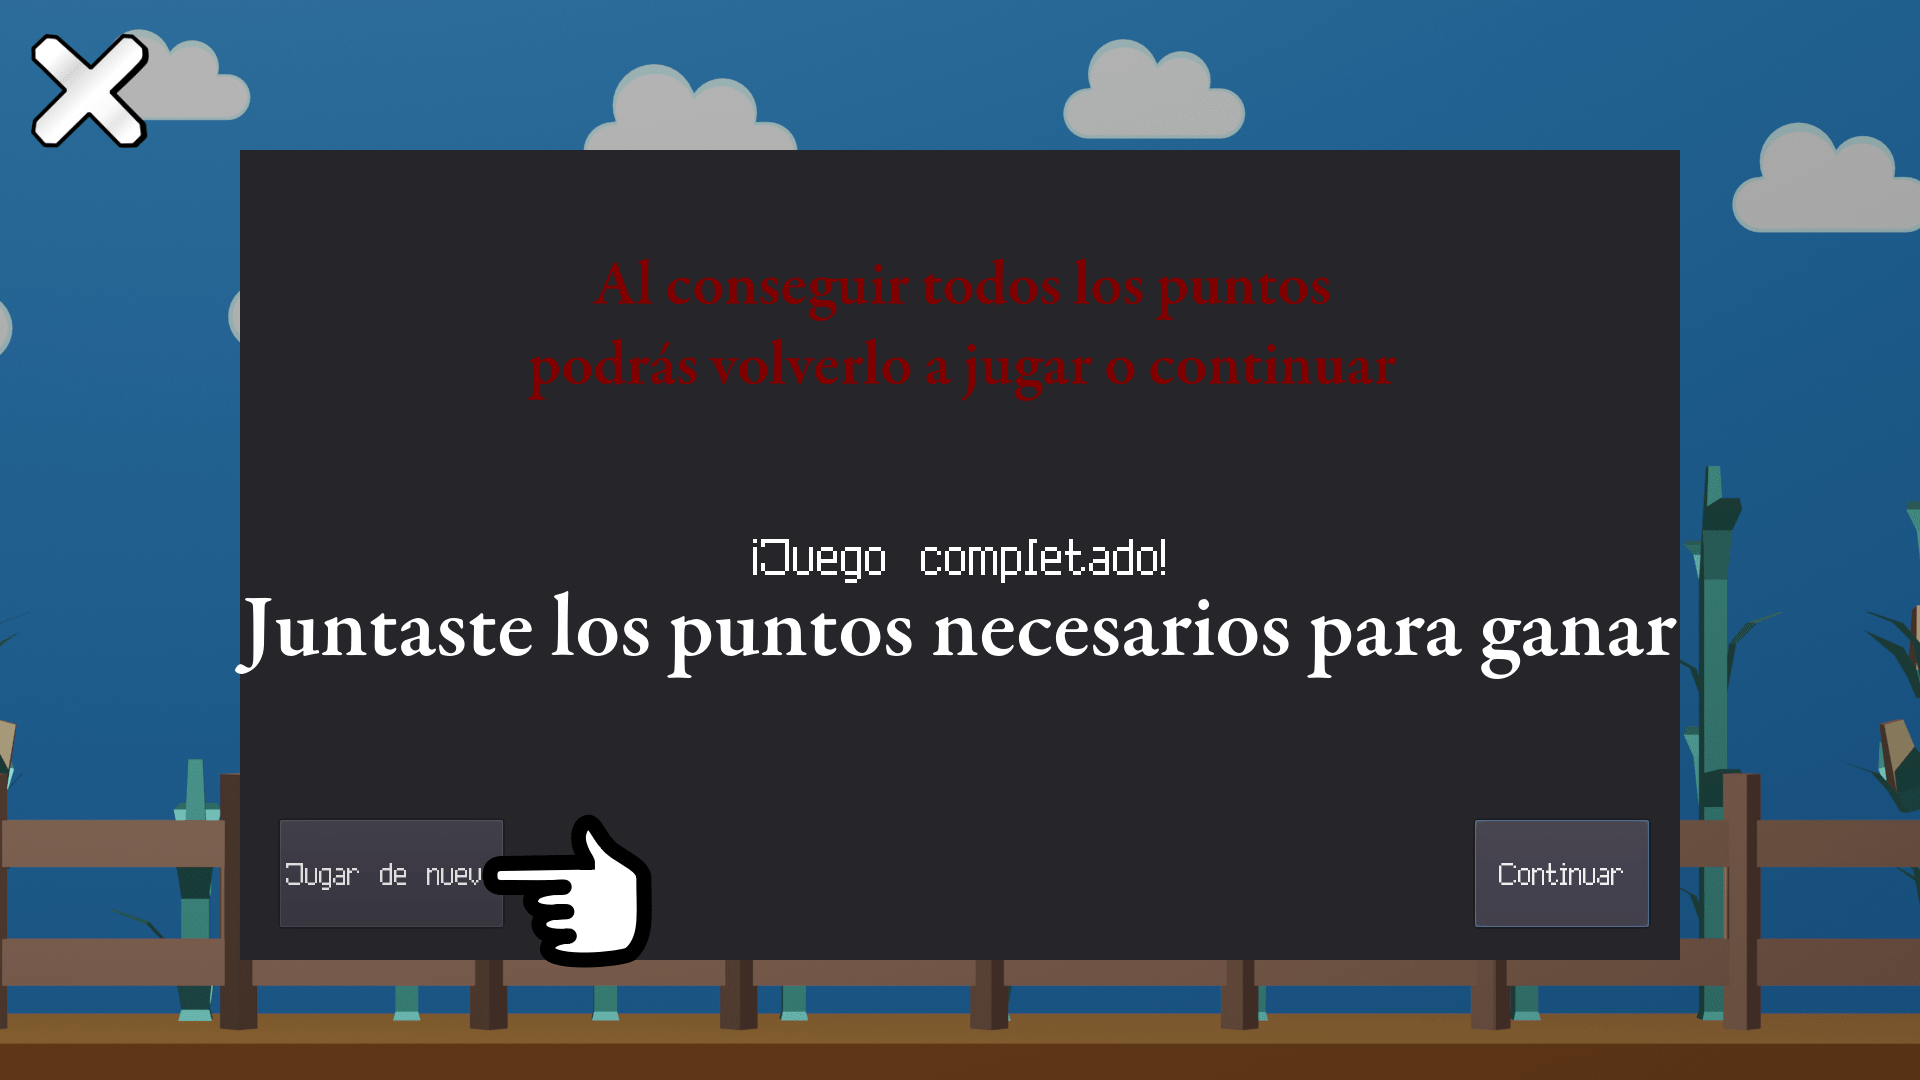 Al conseguir todos los puntos
podrás volverlo a jugar o continuar
¡Juego completado!
Juntaste los puntos necesarios para ganar
Jugar de nuev
Continuar